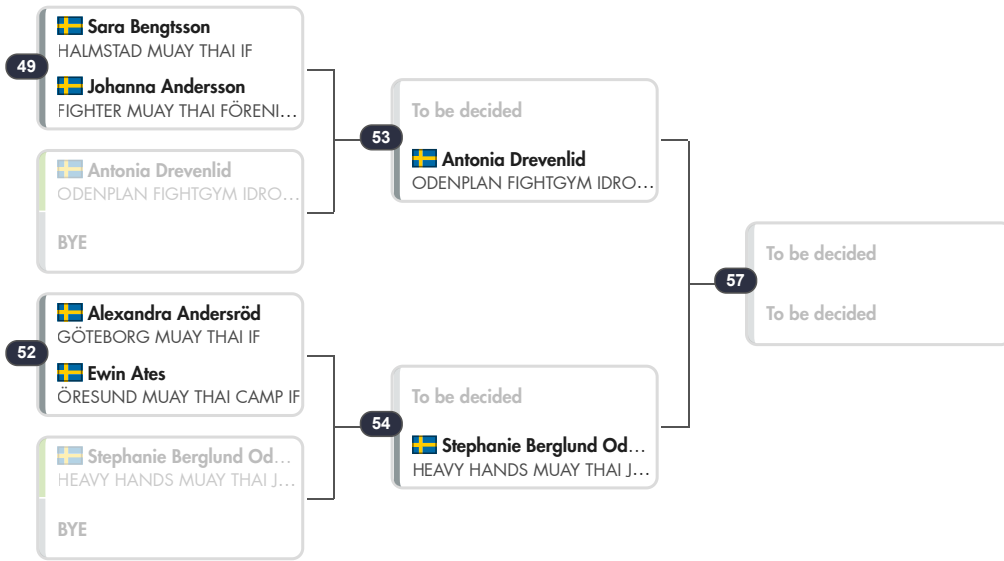 Sara Bengtsson
HALMSTAD MUAY THAI IF
49
Johanna Andersson
FIGHTER MUAY THAI FÖRENI...
Antonia Drevenlid
ODENPLAN FIGHTGYM IDRO...
BYE
Alexandra Andersröd
GÖTEBORG MUAY THAI IF
52
Ewin Ates
ÖRESUND MUAY THAI CAMP IF
Stephanie Berglund Od...
HEAVY HANDS MUAY THAI J...
BYE
To be decided
53
Antonia Drevenlid
ODENPLAN FIGHTGYM IDRO...
To be decided
54
Stephanie Berglund Od...
HEAVY HANDS MUAY THAI J...
To be decided
57
To be decided